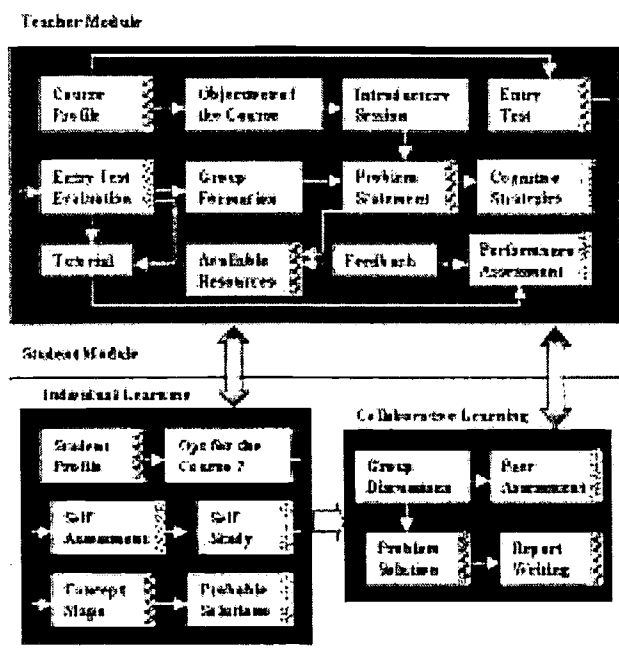 Teacher Module
Course Profile
Objectives of the Course
Introductory Session
Entry Test
Entry Test Evaluation
Group Formation
Problem Statement
Cognitive Strategies
Tutorial
Available Resources
Feedback
Performance Assessment
Student Module
Individual Learning
Collaborative Learning
Student Profile
Opt for the Course ?
Group Discussions
Peer Assessment
Self Assessment
Self Study
Problem Solution
Report Writing
Concept Maps
Probable Solutions